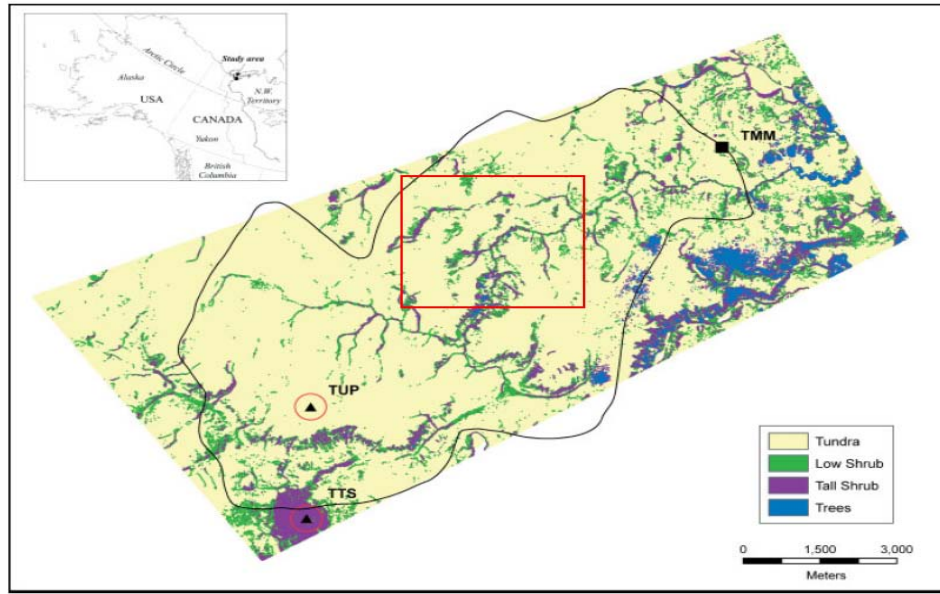 Study area
Arctic Circle
Alaska
USA
N.W.
Territory
CANADA
Yukon
British
Columbia
TMM
TUP
TTS
Tundra
Low Shrub
Tall Shrub
Trees
0 1,500 3,000
Meters